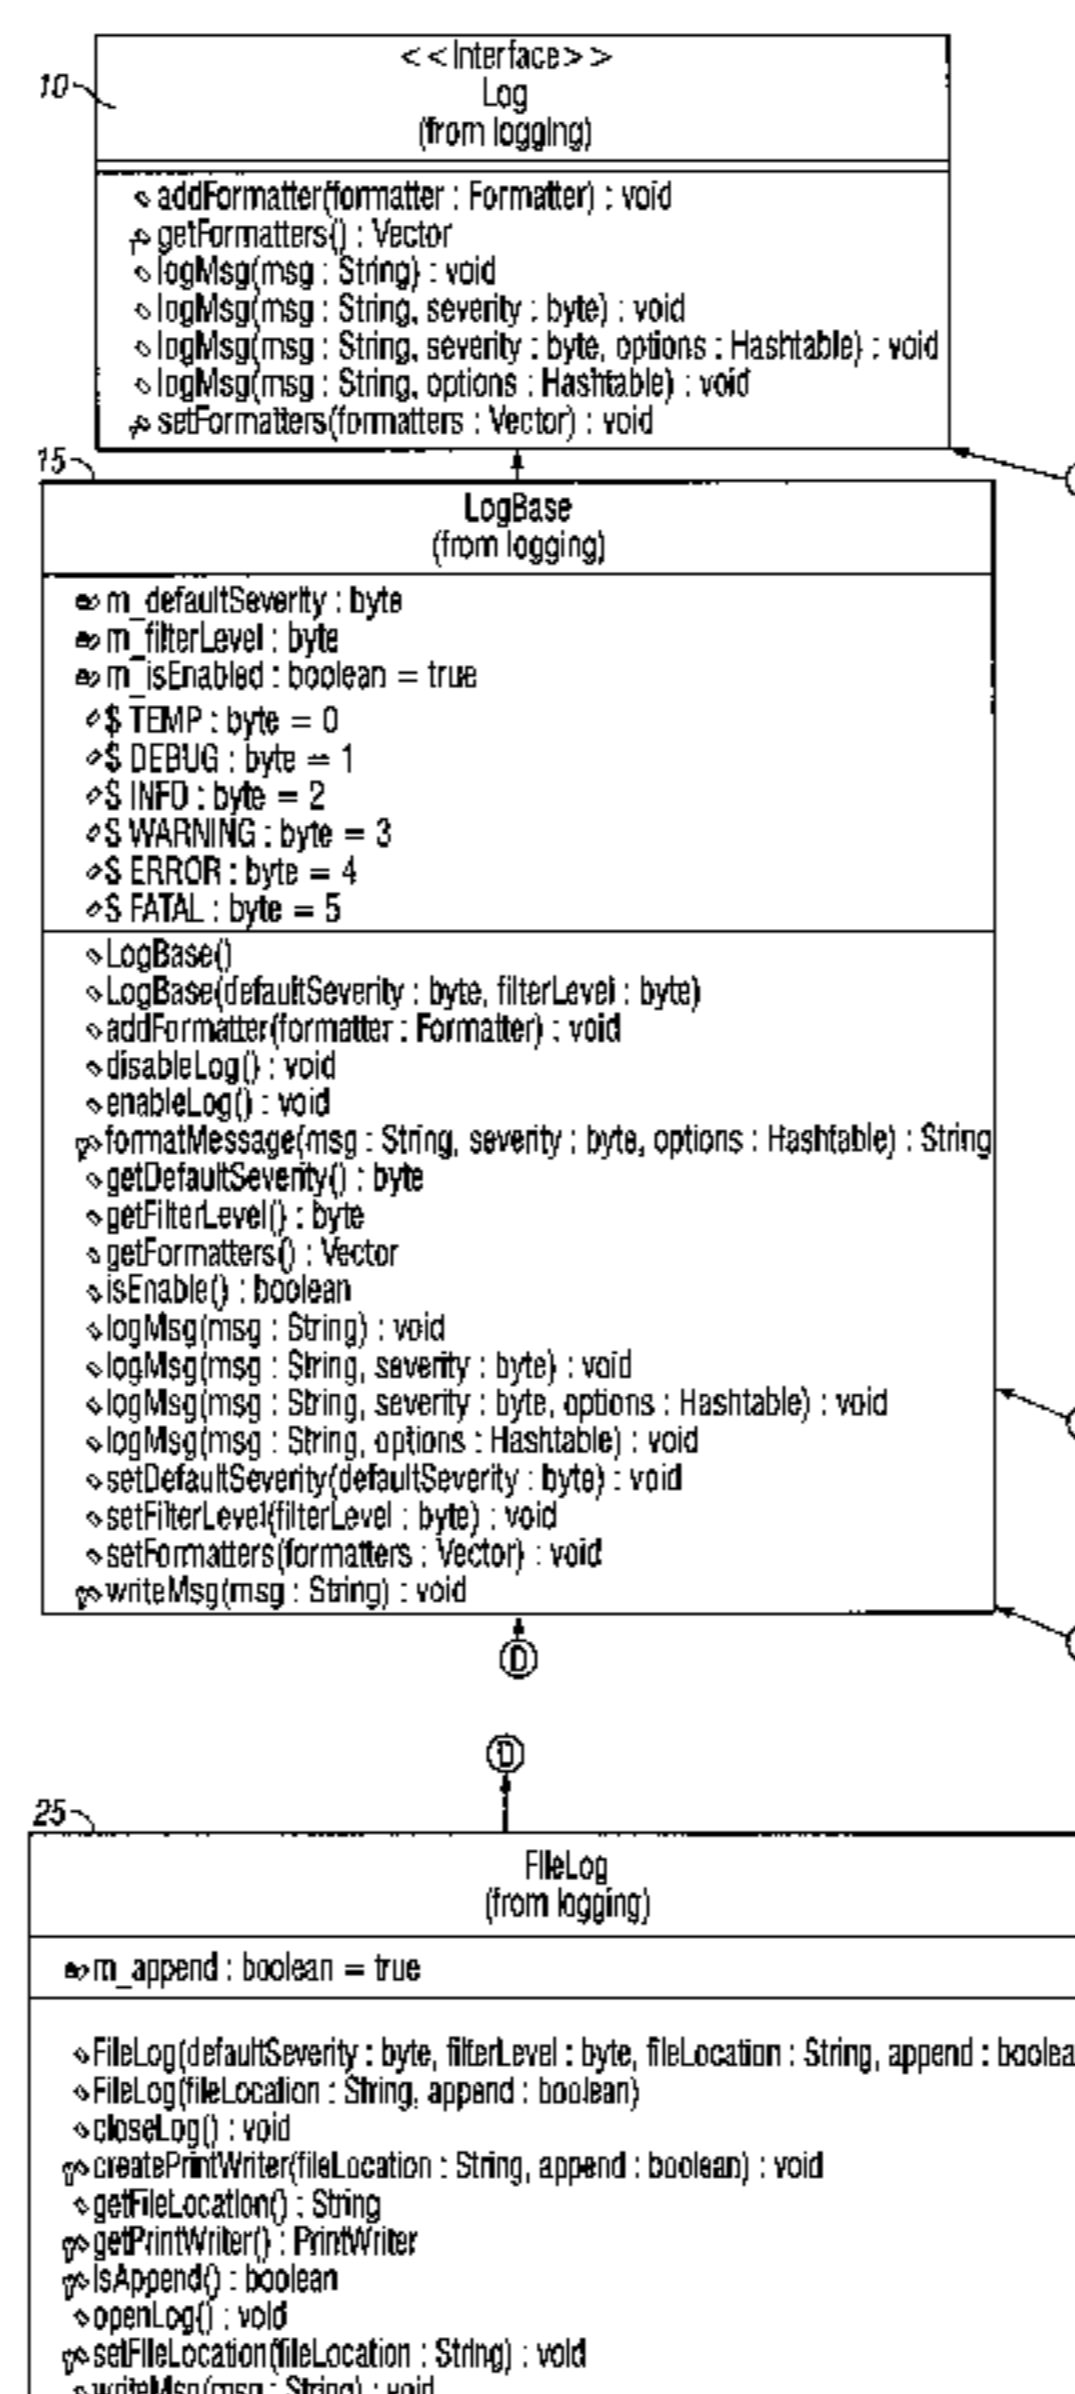 10
<<Interface>>
Log
(from logging)
addFormatter(formatter : Formatter) : void
getFormatters() : Vector
logMsg(msg : String) : void
logMsg(msg : String, severity : byte) : void
logMsg(msg : String, severity : byte, options : Hashtable) : void
logMsg(msg : String, options : Hashtable) : void
setFormatters(formatters : Vector) : void
15
LogBase
(from logging)
m_defaultSeverity : byte
m_filterLevel : byte
m_isEnabled : boolean = true
$ TEMP : byte = 0
$ DEBUG : byte = 1
$ INFO : byte = 2
$ WARNING : byte = 3
$ ERROR : byte = 4
$ FATAL : byte = 5
LogBase()
LogBase(defaultSeverity : byte, filterLevel : byte)
addFormatter(formatter : Formatter) : void
disableLog() : void
enableLog() : void
formatMessage(msg : String, severity : byte, options : Hashtable) : String
getDefaultSeverity() : byte
getFilterLevel() : byte
getFormatters() : Vector
isEnable() : boolean
logMsg(msg : String) : void
logMsg(msg : String, severity : byte) : void
logMsg(msg : String, severity : byte, options : Hashtable) : void
logMsg(msg : String, options : Hashtable) : void
setDefaultSeverity(defaultSeverity : byte) : void
setFilterLevel(filterLevel : byte) : void
setFormatters(formatters : Vector) : void
writeMsg(msg : String) : void
D
D
25
FileLog
(from logging)
m_append : boolean = true
FileLog(defaultSeverity : byte, filterLevel : byte, fileLocation : String, append : boolea
FileLog(fileLocation : String, append : boolean)
closeLog() : void
createPrintWriter(fileLocation : String, append : boolean) : void
getFileLocation() : String
getPrintWriter() : PrintWriter
isAppend() : boolean
openLog() : void
setFileLocation(fileLocation : String) : void
writeMsg(msg : String) : void